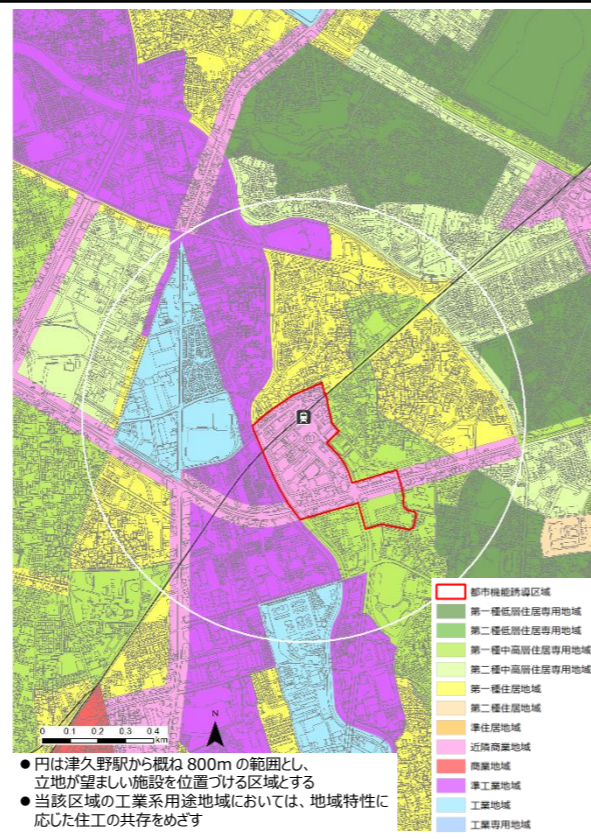 0 0.1 0.2 0.3 0.4
km
N
都市機能誘導区域
第一種低層住居専用地域
第二種低層住居専用地域
第一種中高層住居専用地域
第二種中高層住居専用地域
第一種住居地域
第二種住居地域
準住居地域
近隣商業地域
商業地域
準工業地域
工業地域
工業専用地域
● 円は津久野駅から概ね 800m の範囲とし、
立地が望ましい施設を位置づける区域とする
● 当該区域の工業系用途地域においては、地域特性に
応じた住工の共存をめざす